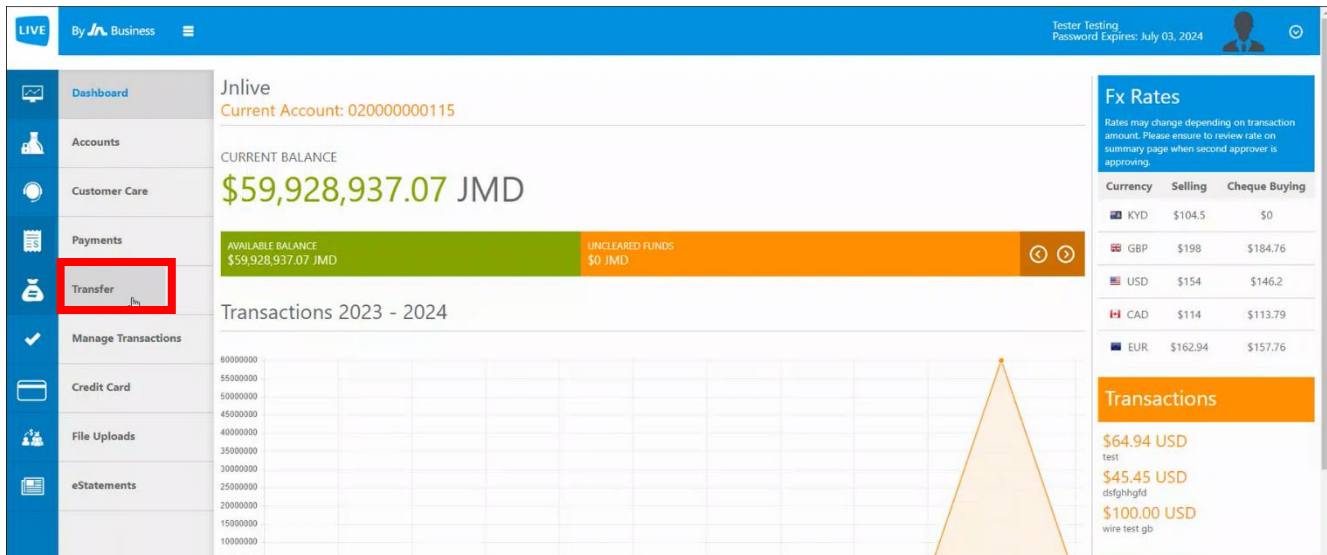 LIVE
By Jn Business
Tester Testing
Password Expires: July 03, 2024
Dashboard
Accounts
Customer Care
Payments
Transfer
Manage Transactions
Credit Card
File Uploads
eStatements
Jnlive
Current Account: 020000000115
CURRENT BALANCE
$59,928,937.07 JMD
AVAILABLE BALANCE
$59,928,937.07 JMD
UNCLEARED FUNDS
$0 JMD
Transactions 2023 - 2024
60000000
55000000
50000000
45000000
40000000
35000000
30000000
25000000
20000000
15000000
10000000
Fx Rates
Rates may change depending on transaction
amount. Please ensure to review rate on
summary page when second approver is
approving.
Currency Selling Cheque Buying
KYD $104.5 $0
GBP $198 $184.76
USD $154 $146.2
CAD $114 $113.79
EUR $162.94 $157.76
Transactions
$64.94 USD
test
$45.45 USD
dsfghhgfd
$100.00 USD
wire test gb